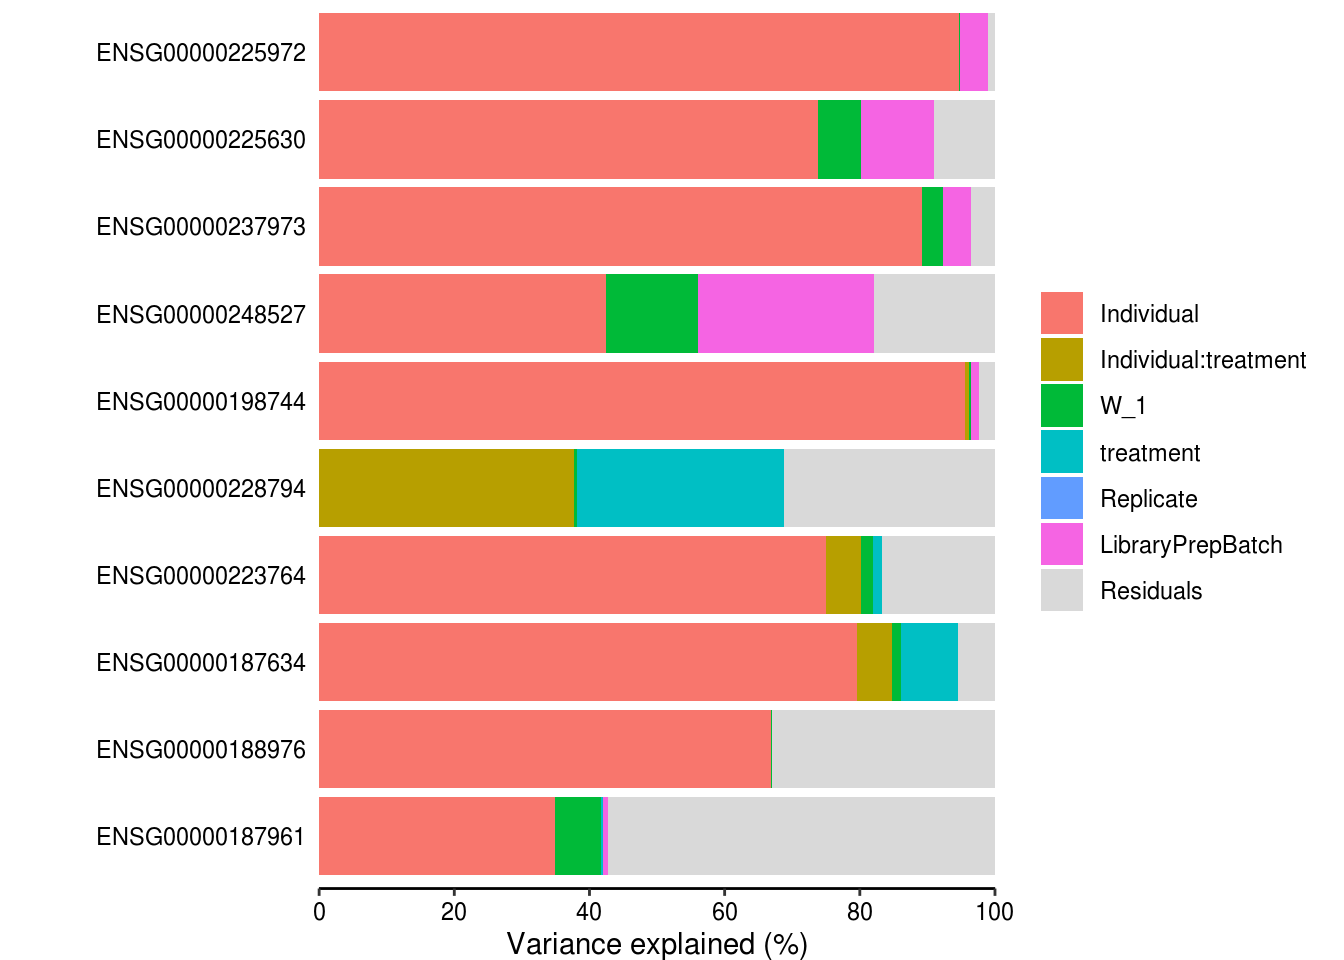 ENSG00000225972
ENSG00000225630
ENSG00000237973
ENSG00000248527
ENSG00000198744
ENSG00000228794
ENSG00000223764
ENSG00000187634
ENSG00000188976
ENSG00000187961
0 20 40 60 80 100
Variance explained (%)
Individual
Individual:treatment
W_1
treatment
Replicate
LibraryPrepBatch
Residuals